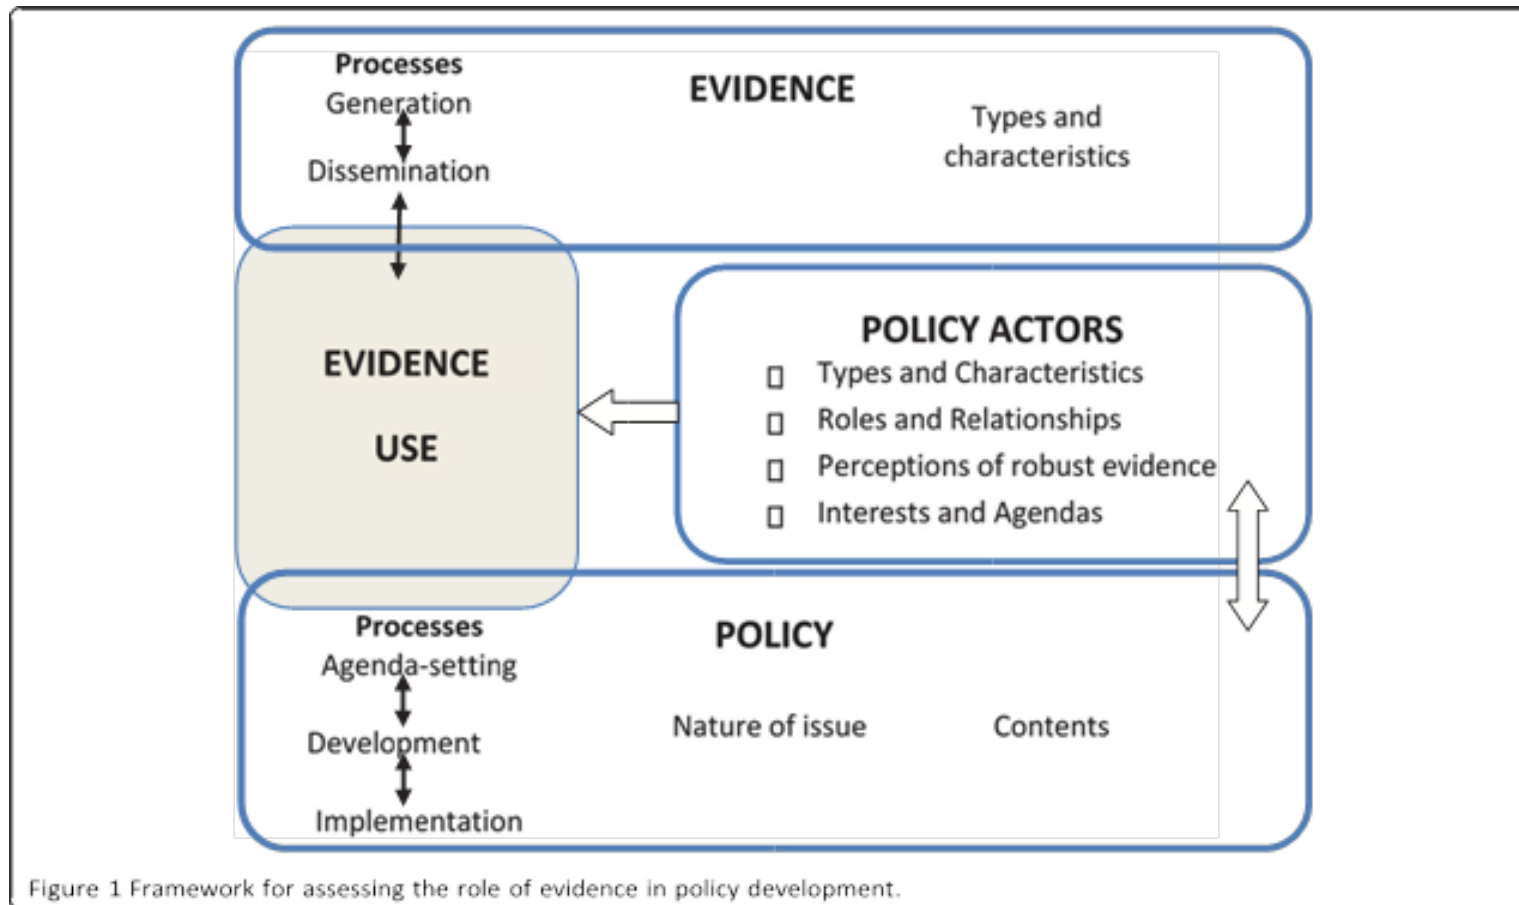 Processes
Generation
Dissemination
EVIDENCE
Types and
characteristics
EVIDENCE
USE
POLICY ACTORS
Types and Characteristics
Roles and Relationships
Perceptions of robust evidence
Interests and Agendas
Processes
Agenda-setting
Development
Implementation
POLICY
Nature of issue
Contents
Figure 1 Framework for assessing the role of evidence in policy development.